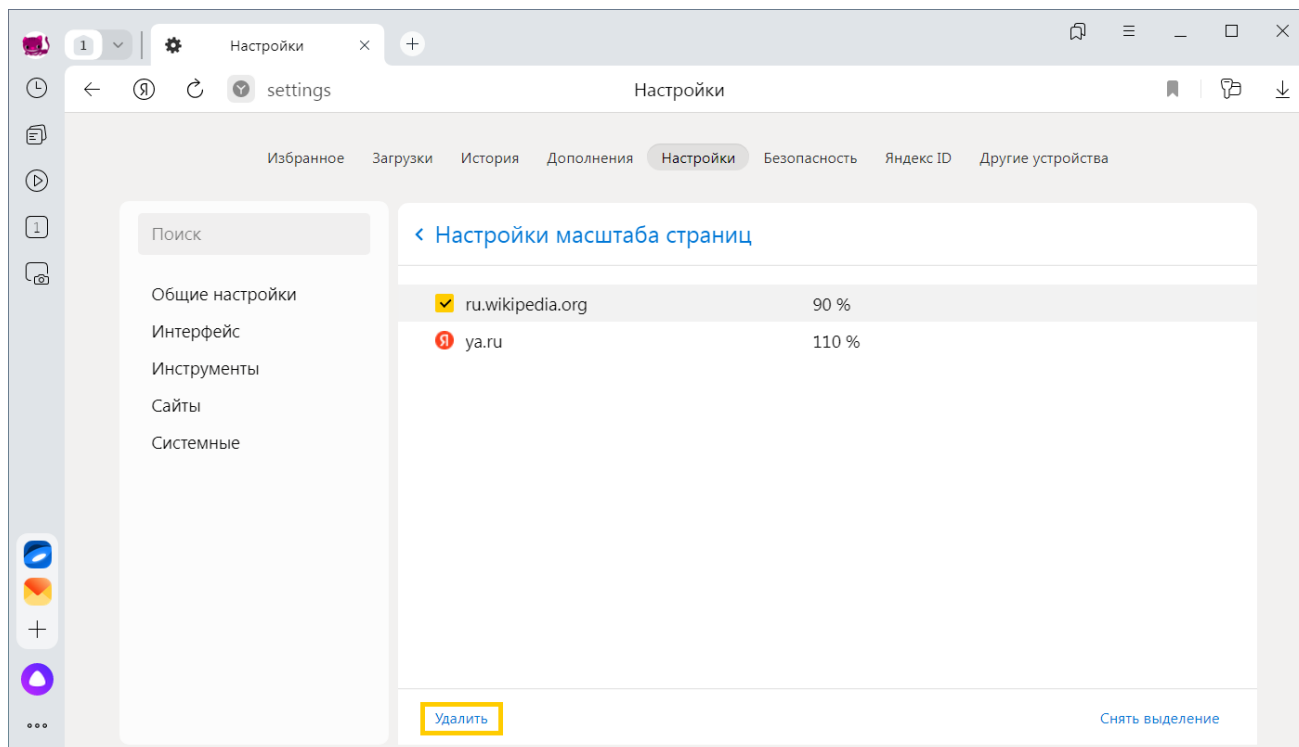 1
Настройки
settings
Настройки
1
Избранное Загрузки История Дополнения Настройки Безопасность Яндекс ID Другие устройства
Поиск
Общие настройки
Интерфейс
Инструменты
Сайты
Системные
Настройки масштаба страниц
ru.wikipedia.org 90 %
Я ya.ru 110 %
Удалить Снять выделение